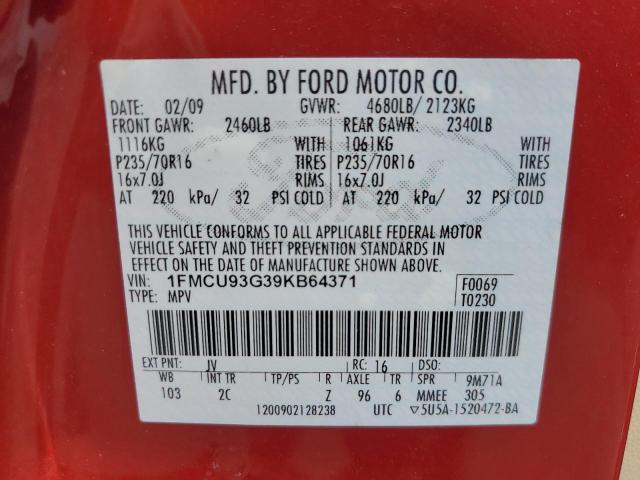 MFD. BY FORD MOTOR CO.
DATE: 02/09 GVWR: 4680LB/ 2123KG
FRONT GAWR: 2460LB REAR GAWR: 2340LB
1116KG WITH 1061KG WITH
P235/70R16 TIRES P235/70R16 TIRES
16x7.0J RIMS 16x7.0J RIMS
AT 220 kPa/ 32 PSI COLD AT 220 kPa/ 32 PSI COLD
THIS VEHICLE CONFORMS TO ALL APPLICABLE FEDERAL MOTOR
VEHICLE SAFETY AND THEFT PREVENTION STANDARDS IN
EFFECT ON THE DATE OF MANUFACTURE SHOWN ABOVE.
VIN: 1FMCU93G39KB64371 F0069
TYPE: MPV T0230
EXT PNT: JV RC: 16 DSO:
WB INT TR TP/PS R AXLE TR SPR 9M71A
103 2C Z 96 6 MMEE 305
1200902128238 UTC ▽5U5A-1520472-BA